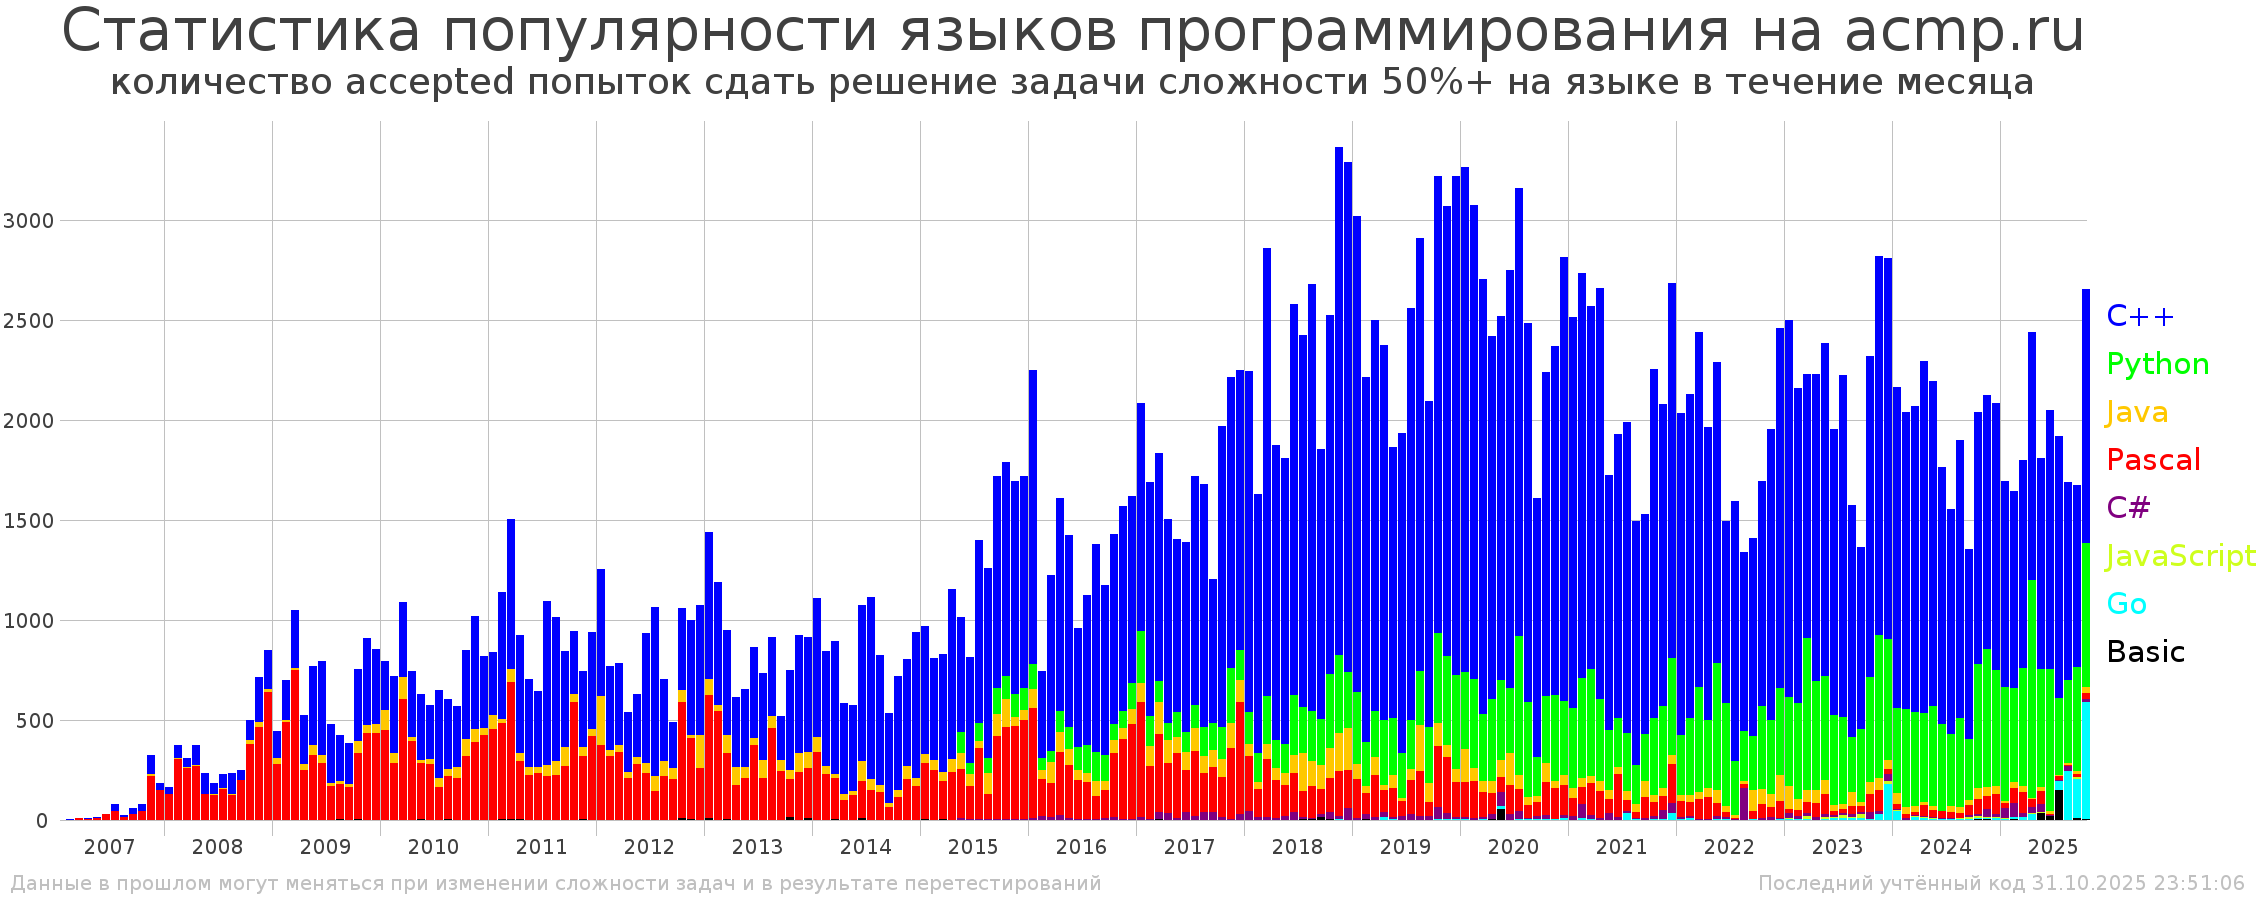 Статистика популярности языков программирования на acmp.ru
количество accepted попыток сдать решение задачи сложности 50%+ на языке в течение месяца
3000
2500
2000
1500
1000
500
0
C++
Python
Java
Pascal
C#
JavaScript
Go
Basic
2007 2008 2009 2010 2011 2012 2013 2014 2015 2016 2017 2018 2019 2020 2021 2022 2023 2024 2025
Данные в прошлом могут меняться при изменении сложности задач и в результате перетестирований
Последний учтённый код 31.10.2025 23:51:06